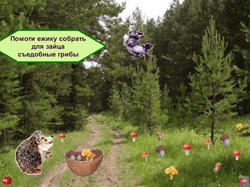 Помоги ежику собрать
для зайца
съедобные грибы